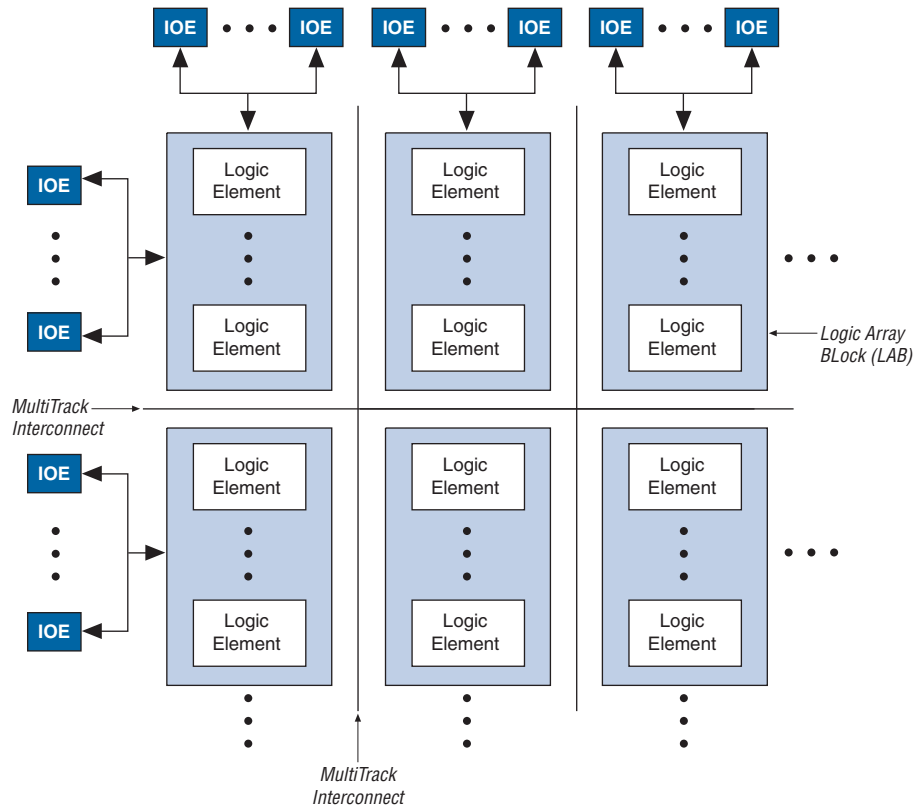 IOE IOE IOE IOE IOE IOE
Logic Element
Logic Element
Logic Element
IOE
IOE
Logic Element
Logic Element
Logic Element
Logic Array
BLock (LAB)
MultiTrack
Interconnect
IOE
Logic Element
Logic Element
Logic Element
IOE
Logic Element
Logic Element
Logic Element
MultiTrack
Interconnect